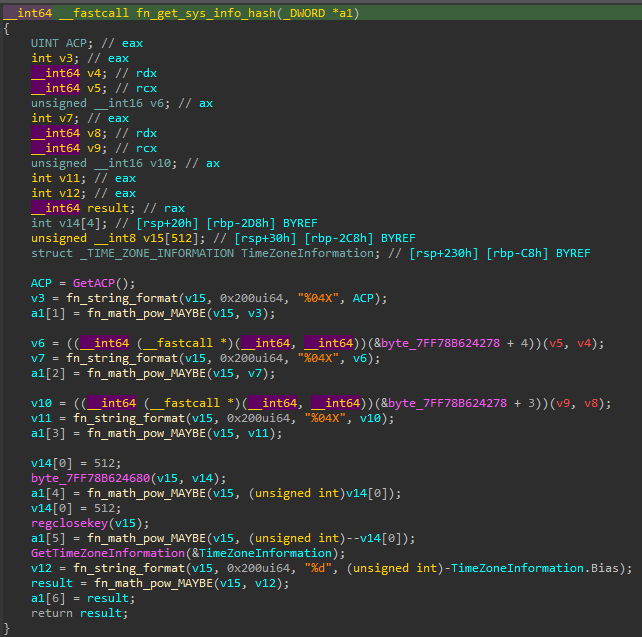 __int64 __fastcall fn_get_sys_info_hash(_DWORD *a1)
{
UINT ACP; // eax
int v3; // eax
__int64 v4; // rdx
__int64 v5; // rcx
unsigned __int16 v6; // ax
int v7; // eax
__int64 v8; // rdx
__int64 v9; // rcx
unsigned __int16 v10; // ax
int v11; // eax
int v12; // eax
__int64 result; // rax
int v14[4]; // [rsp+20h] [rbp-2D8h] BYREF
unsigned __int8 v15[512]; // [rsp+30h] [rbp-2C8h] BYREF
struct _TIME_ZONE_INFORMATION TimeZoneInformation; // [rsp+230h] [rbp-C8h] BYREF
ACP = GetACP();
v3 = fn_string_format(v15, 0x200ui64, "%04X", ACP);
a1[1] = fn_math_pow_MAYBE(v15, v3);
v6 = ((__int64 (__fastcall *)(__int64, __int64))(&byte_7FF78B624278 + 4))(v5, v4);
v7 = fn_string_format(v15, 0x200ui64, "%04X", v6);
a1[2] = fn_math_pow_MAYBE(v15, v7);
v10 = ((__int64 (__fastcall *)(__int64, __int64))(&byte_7FF78B624278 + 3))(v9, v8);
v11 = fn_string_format(v15, 0x200ui64, "%04X", v10);
a1[3] = fn_math_pow_MAYBE(v15, v11);
v14[0] = 512;
byte_7FF78B624680(v15, v14);
a1[4] = fn_math_pow_MAYBE(v15, (unsigned int)v14[0]);
v14[0] = 512;
regclosekey(v15);
a1[5] = fn_math_pow_MAYBE(v15, (unsigned int)--v14[0]);
GetTimeZoneInformation(&TimeZoneInformation);
v12 = fn_string_format(v15, 0x200ui64, "%d", (unsigned int)-TimeZoneInformation.Bias);
result = fn_math_pow_MAYBE(v15, v12);
a1[6] = result;
return result;
}